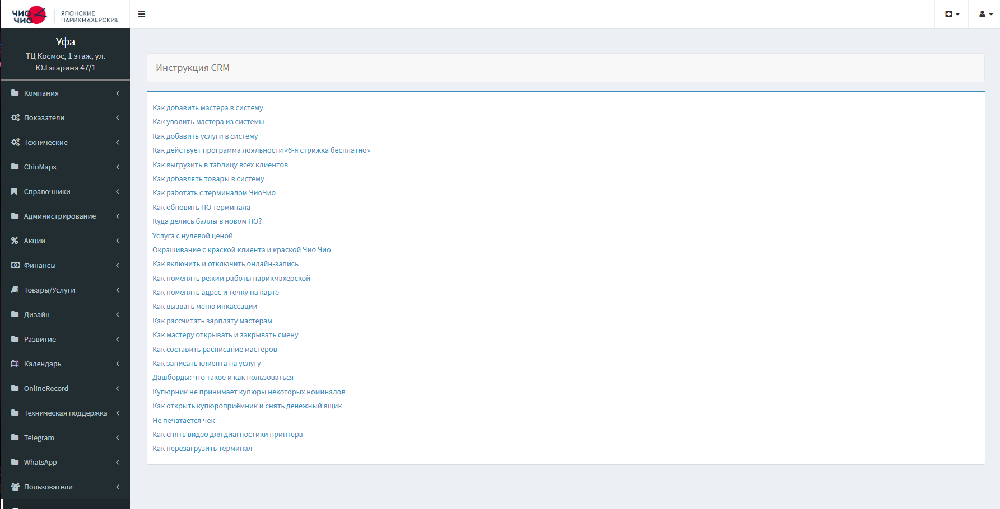 ЧИО ЧИО
ЯПОНСКИЕ
ПАРИКМАХЕРСКИЕ
Уфа
ТЦ Космос, 1 этаж, ул.
Ю.Гагарина 47/1
Компания
Показатели
Технические
ChioMaps
Справочники
Администрирование
Акции
Финансы
Товары/Услуги
Дизайн
Развитие
Календарь
OnlineRecord
Техническая поддержка
Telegram
WhatsApp
Пользователи
Инструкция CRM
Как добавить мастера в систему
Как уволить мастера из системы
Как добавить услуги в систему
Как действует программа лояльности «6-я стрижка бесплатно»
Как выгрузить в таблицу всех клиентов
Как добавлять товары в систему
Как работать с терминалом ЧиоЧио
Как обновить ПО терминала
Куда делись баллы в новом ПО?
Услуга с нулевой ценой
Окрашивание с краской клиента и краской Чио Чио
Как включить и отключить онлайн-запись
Как поменять режим работы парикмахерской
Как поменять адрес и точку на карте
Как вызвать меню инкассации
Как рассчитать зарплату мастерам
Как мастеру открывать и закрывать смену
Как составить расписание мастеров
Как записать клиента на услугу
Дашборды: что такое и как пользоваться
Купюрник не принимает купюры некоторых номиналов
Как открыть купюроприёмник и снять денежный ящик
Не печатается чек
Как снять видео для диагностики принтера
Как перезагрузить терминал